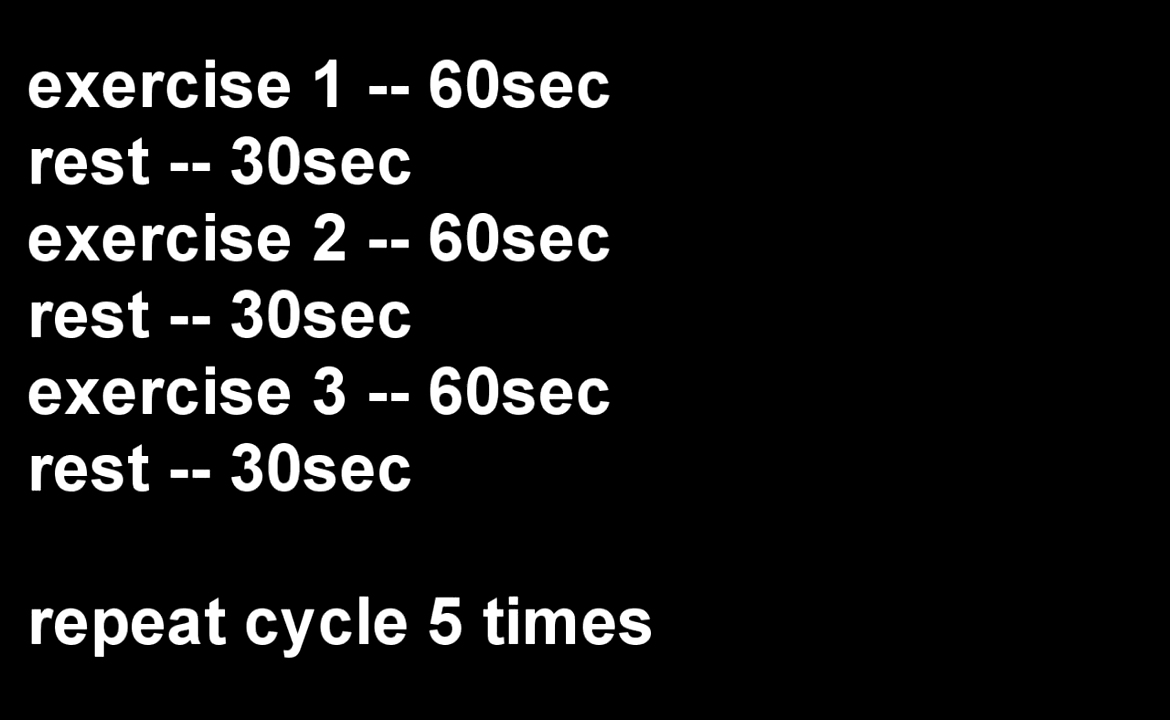 exercise 1 -- 60sec
rest -- 30sec
exercise 2 -- 60sec
rest -- 30sec
exercise 3 -- 60sec
rest -- 30sec
repeat cycle 5 times